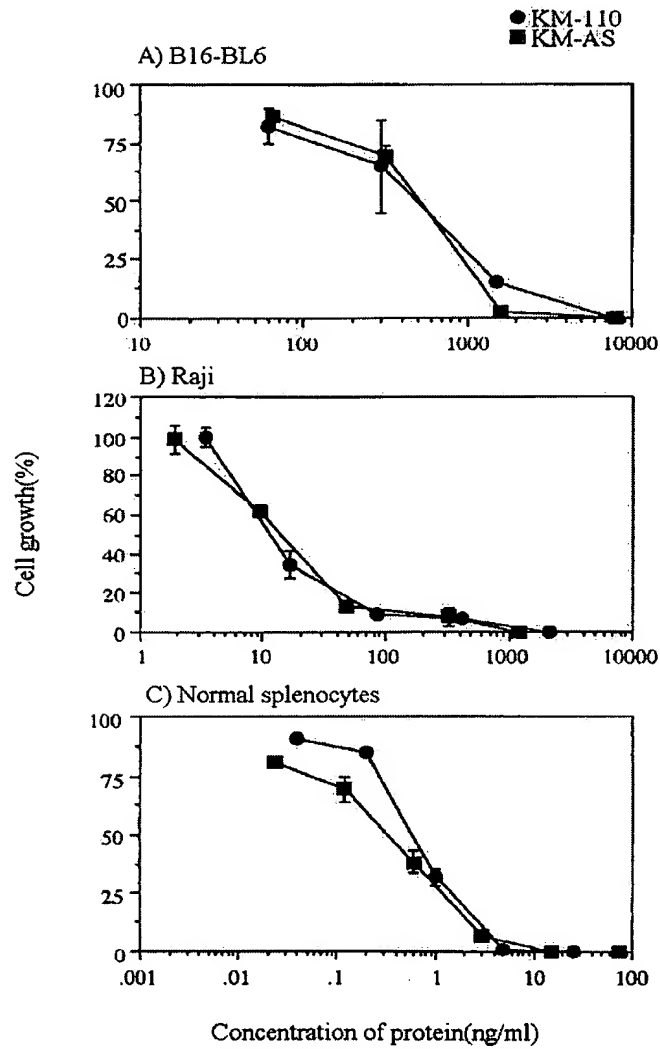 ●KM-110
■KM-AS
A) B16-BL6
100
75
50
25
0
10 100 1000 10000
B) Raji
120
100
80
60
40
20
0
1 10 100 1000 10000
Cell growth(%)
C) Normal splenocytes
100
75
50
25
0
.001 .01 .1 1 10 100
Concentration of protein(ng/ml)